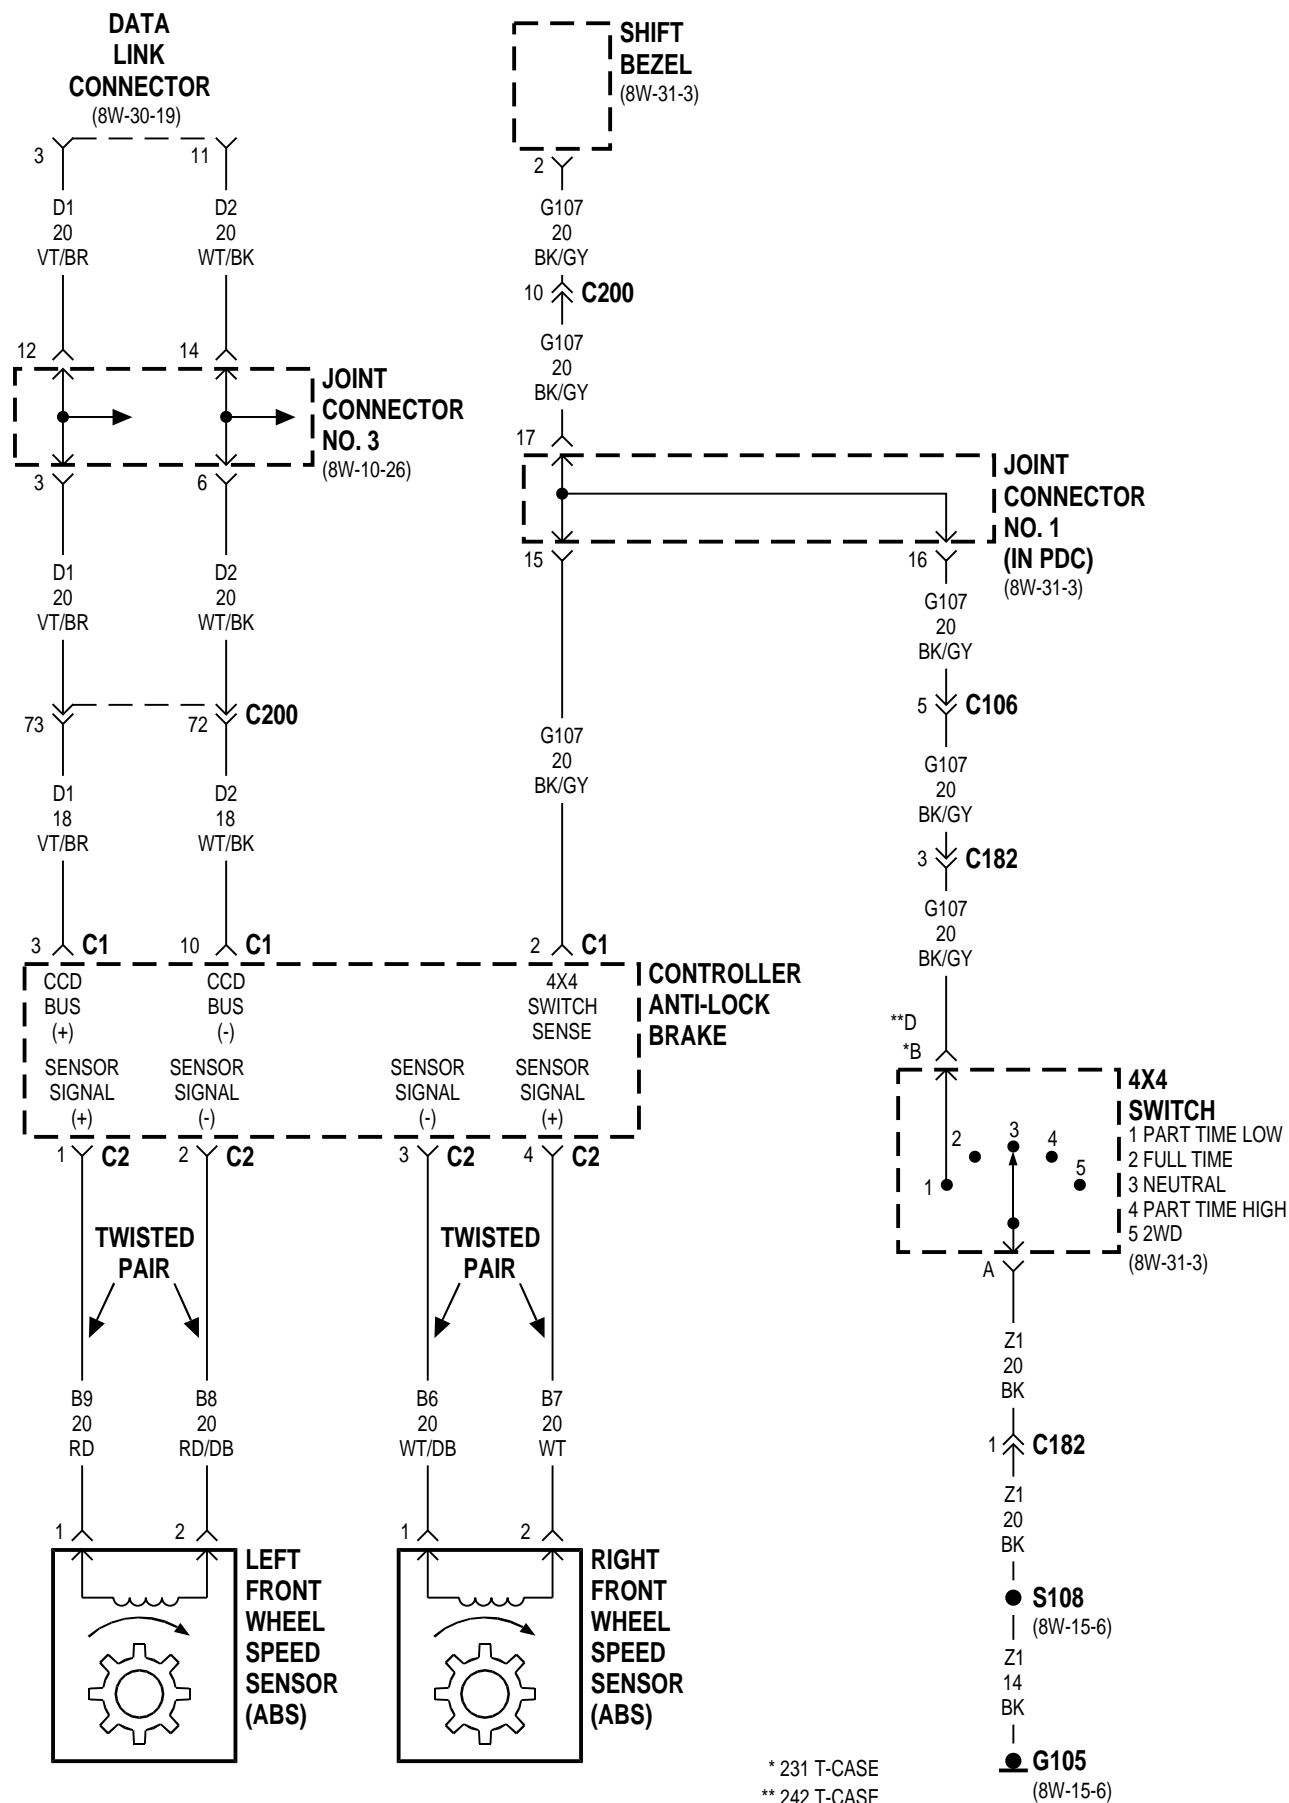 DATA
LINK
CONNECTOR
(8W-30-19)
3
11
D1
20
VT/BR
D2
20
WT/BK
12
14
JOINT
CONNECTOR
NO. 3
(8W-10-26)
3
6
D1
20
VT/BR
D2
20
WT/BK
73
72
C200
D1
18
VT/BR
D2
18
WT/BK
3
C1
10
C1
SHIFT
BEZEL
(8W-31-3)
2
G107
20
BK/GY
10
C200
G107
20
BK/GY
17
JOINT
CONNECTOR
NO. 1
(IN PDC)
(8W-31-3)
15
16
G107
20
BK/GY
2
C1
G107
20
BK/GY
5
C106
G107
20
BK/GY
3
C182
G107
20
BK/GY
**D
*B
CONTROLLER
ANTI-LOCK
BRAKE
CCD
BUS
(+)
CCD
BUS
(-)
4X4
SWITCH
SENSE
SENSOR
SIGNAL
(+)
SENSOR
SIGNAL
(-)
SENSOR
SIGNAL
(-)
SENSOR
SIGNAL
(+)
1
C2
2
C2
3
C2
4
C2
TWISTED
PAIR
TWISTED
PAIR
B9
20
RD
B8
20
RD/DB
B6
20
WT/DB
B7
20
WT
1
2
LEFT
FRONT
WHEEL
SPEED
SENSOR
(ABS)
1
2
RIGHT
FRONT
WHEEL
SPEED
SENSOR
(ABS)
1
2
3
4
5
4X4
SWITCH
1 PART TIME LOW
2 FULL TIME
3 NEUTRAL
4 PART TIME HIGH
5 2WD
(8W-31-3)
A
Z1
20
BK
1
C182
Z1
20
BK
S108
(8W-15-6)
Z1
14
BK
G105
(8W-15-6)
* 231 T-CASE
** 242 T-CASE